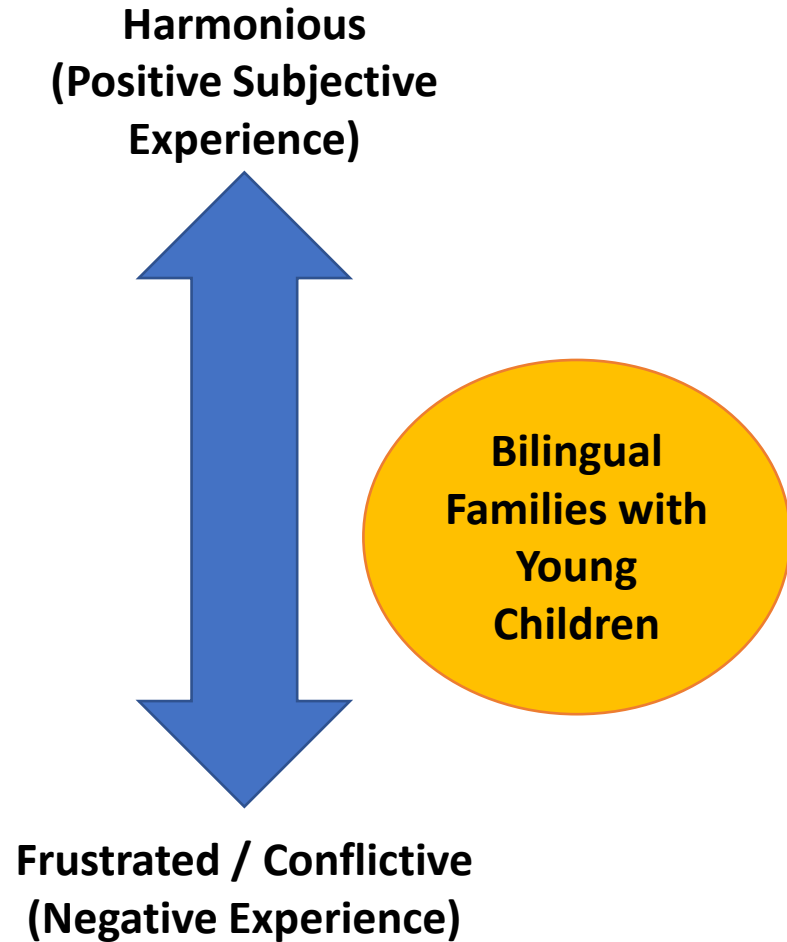 Harmonious
(Positive Subjective
Experience)
Bilingual
Families with
Young
Children
Frustrated / Conflictive
(Negative Experience)